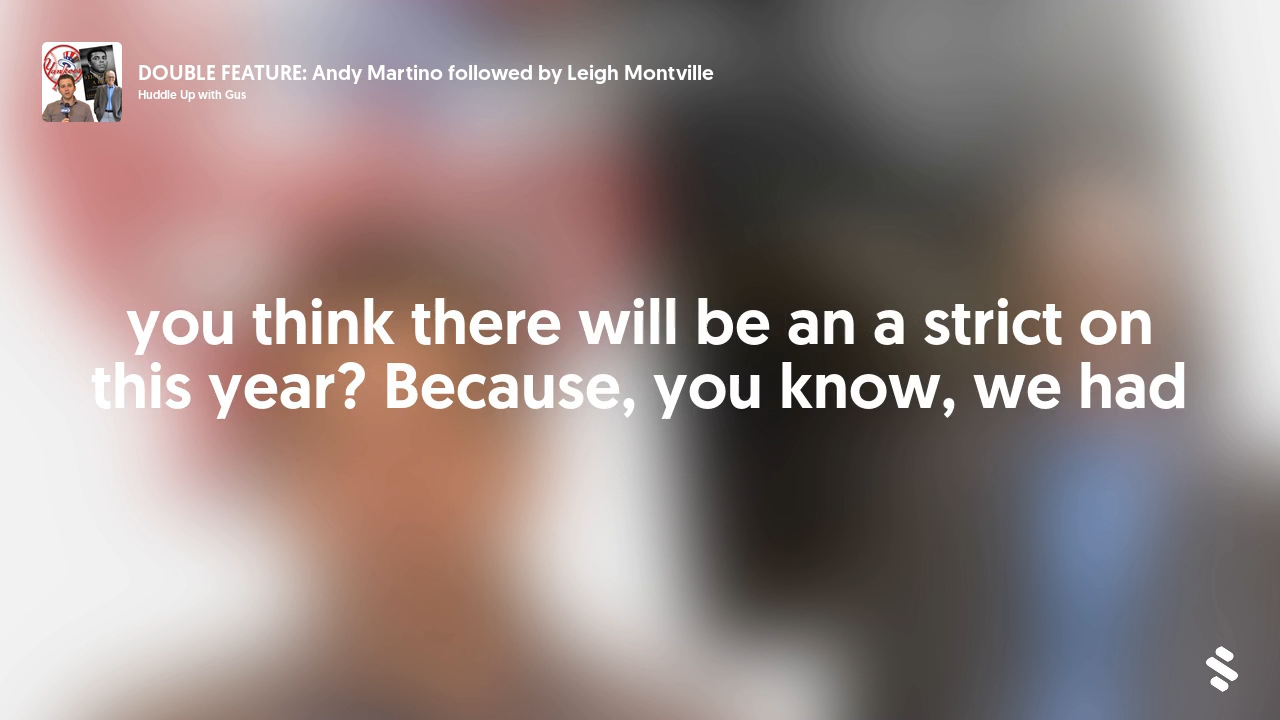 DOUBLE FEATURE: Andy Martino followed by Leigh Montville
Huddle Up with Gus
you think there will be an a strict on
this year? Because, you know, we had